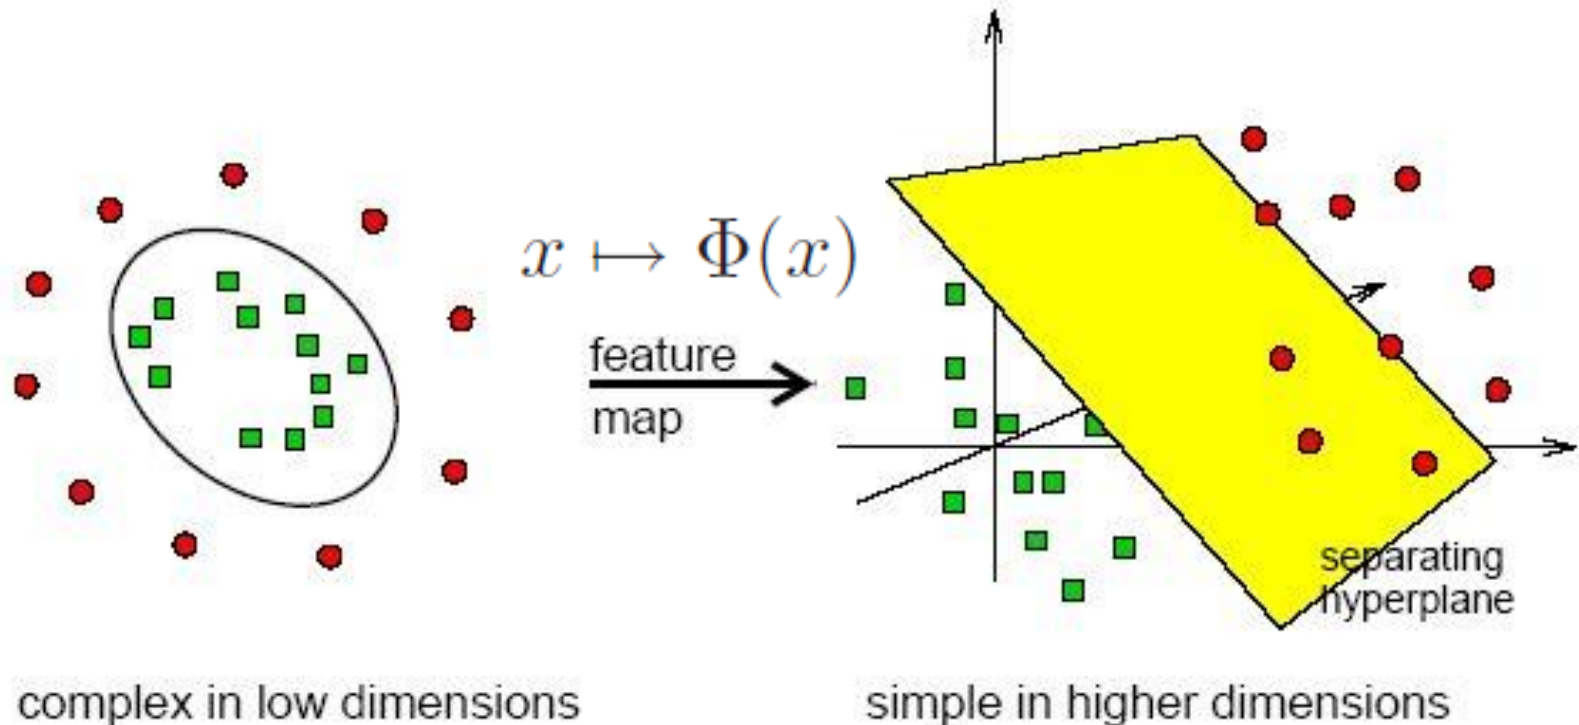 x ↦ Φ(x)
feature
map
separating
hyperplane
complex in low dimensions
simple in higher dimensions